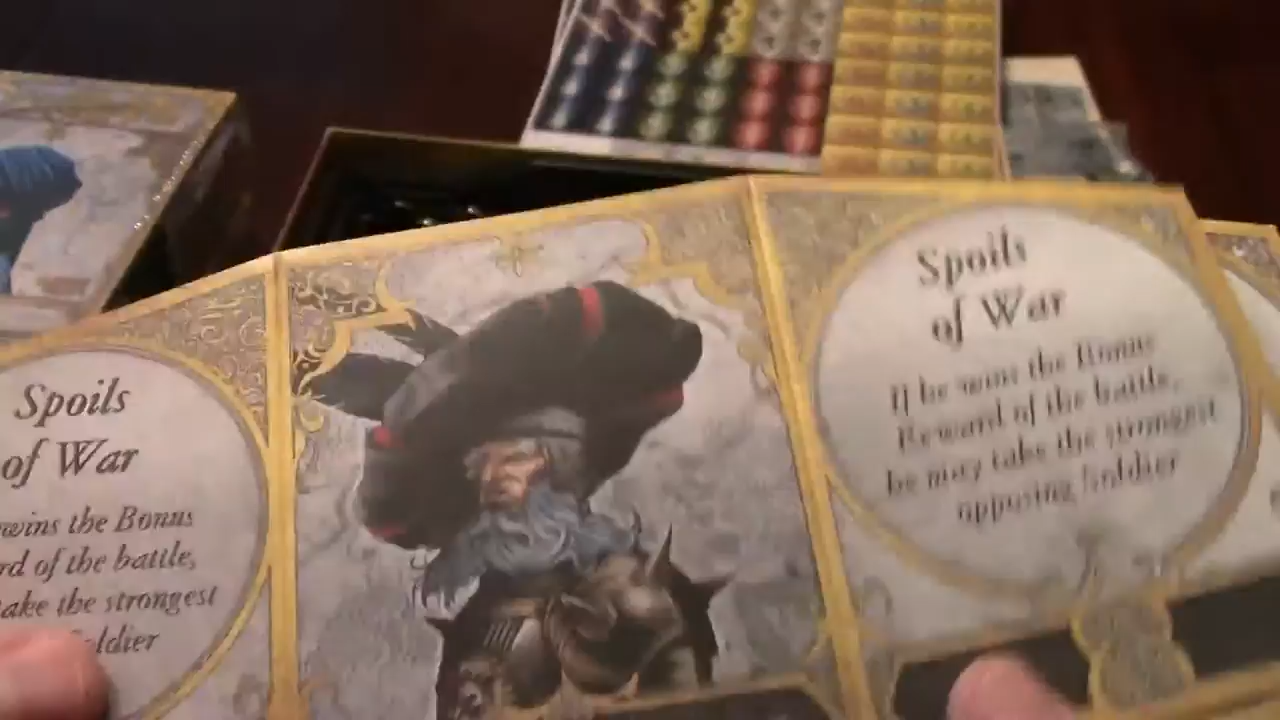 Spoils
of War
wins the Bonus
rd of the battle,
ake the strongest
oldier
Spoils
of War
If he wins the Bonus
Reward of the battle,
he may take the strongest
opposing Soldier